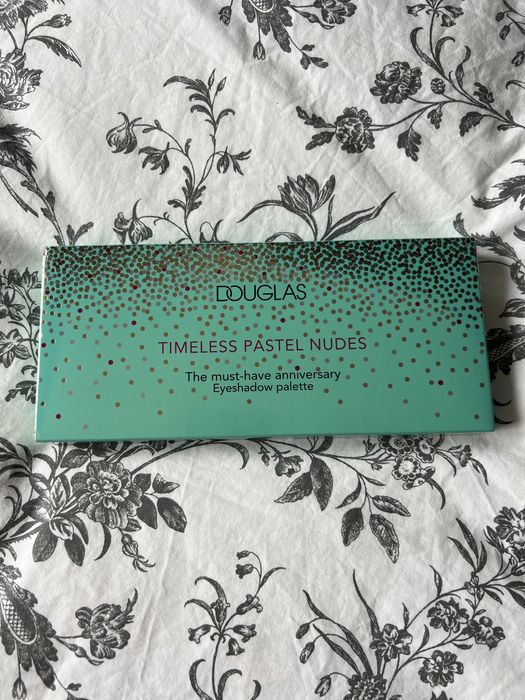 DOUGLAS
TIMELESS PASTEL NUDES
The must-have anniversary
Eyeshadow palette